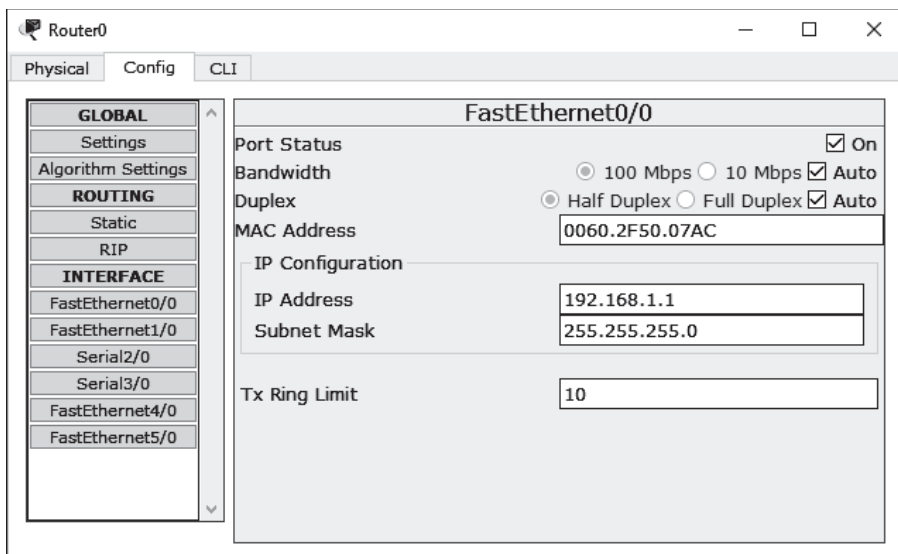 Router0
Physical Config CLI
GLOBAL
Settings
Algorithm Settings
ROUTING
Static
RIP
INTERFACE
FastEthernet0/0
FastEthernet1/0
Serial2/0
Serial3/0
FastEthernet4/0
FastEthernet5/0
FastEthernet0/0
Port Status On
Bandwidth 100 Mbps 10 Mbps Auto
Duplex Half Duplex Full Duplex Auto
MAC Address 0060.2F50.07AC
IP Configuration
IP Address 192.168.1.1
Subnet Mask 255.255.255.0
Tx Ring Limit 10